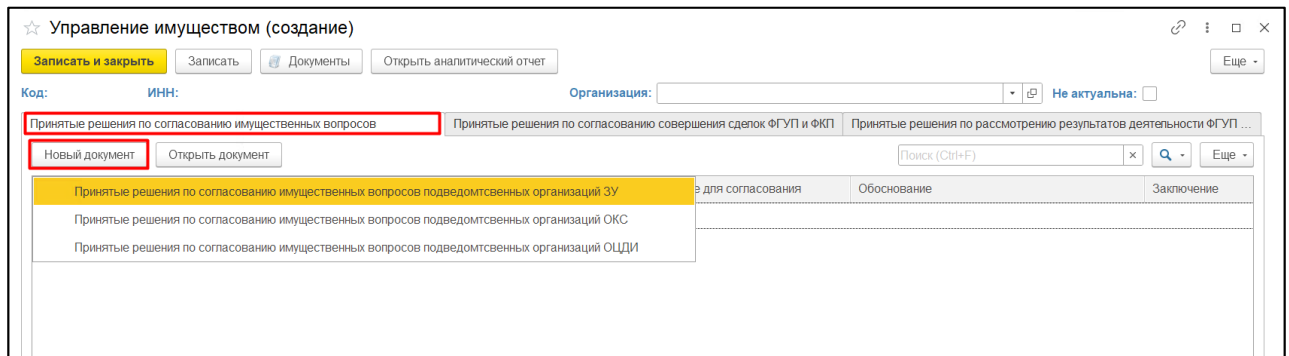 Управление имуществом (создание)
Записать и закрыть Записать Документы Открыть аналитический отчет Еще
Код: ИНН: Организация: Не актуальна:
Принятые решения по согласованию имущественных вопросов Принятые решения по согласованию совершения сделок ФГУП и ФКП Принятые решения по рассмотрению результатов деятельности ФГУП ...
Новый документ Открыть документ Поиск (Ctrl+F) × Еще
Принятые решения по согласованию имущественных вопросов подведомтсвенных организаций ЗУ е для согласования Обоснование Заключение
Принятые решения по согласованию имущественных вопросов подведомтсвенных организаций ОКС
Принятые решения по согласованию имущественных вопросов подведомтсвенных организаций ОЦДИ